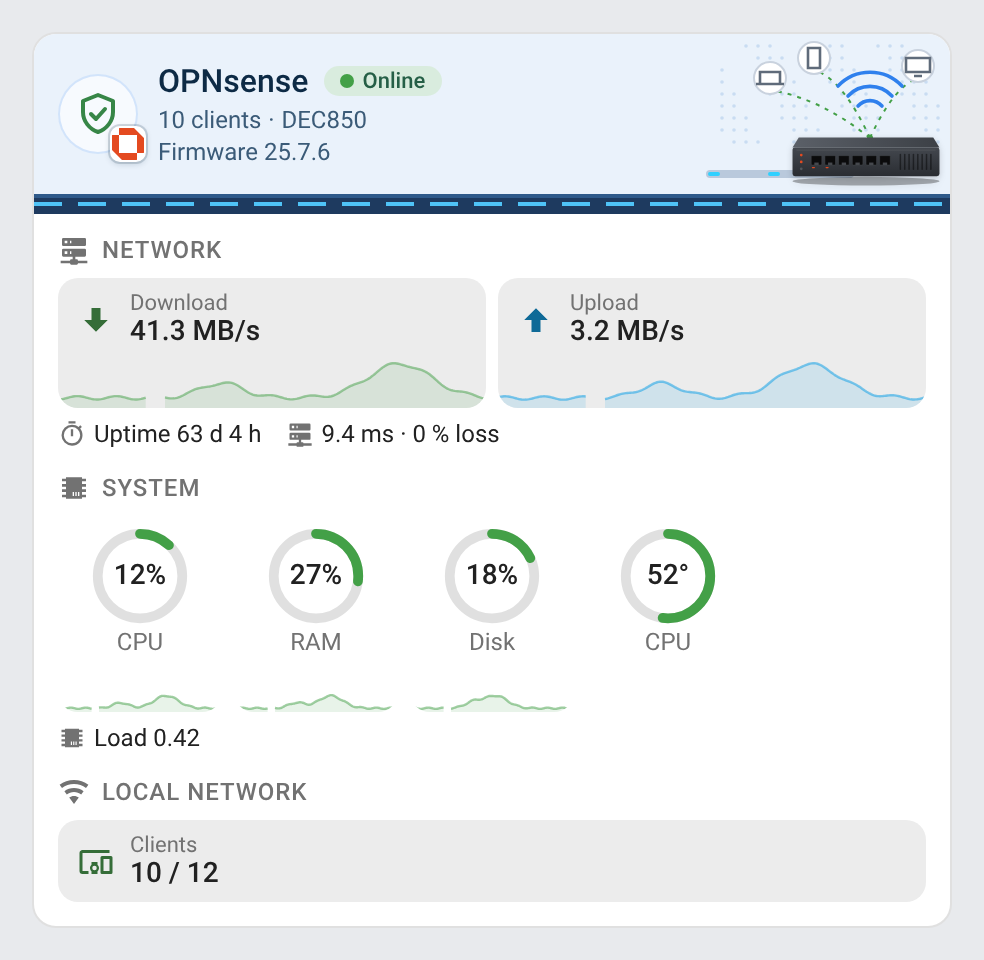 OPNsense
Online
10 clients · DEC850
Firmware 25.7.6
NETWORK
Download
41.3 MB/s
Upload
3.2 MB/s
Uptime 63 d 4 h
9.4 ms · 0 % loss
SYSTEM
12%
27%
18%
52°
CPU
RAM
Disk
CPU
Load 0.42
LOCAL NETWORK
Clients
10 / 12